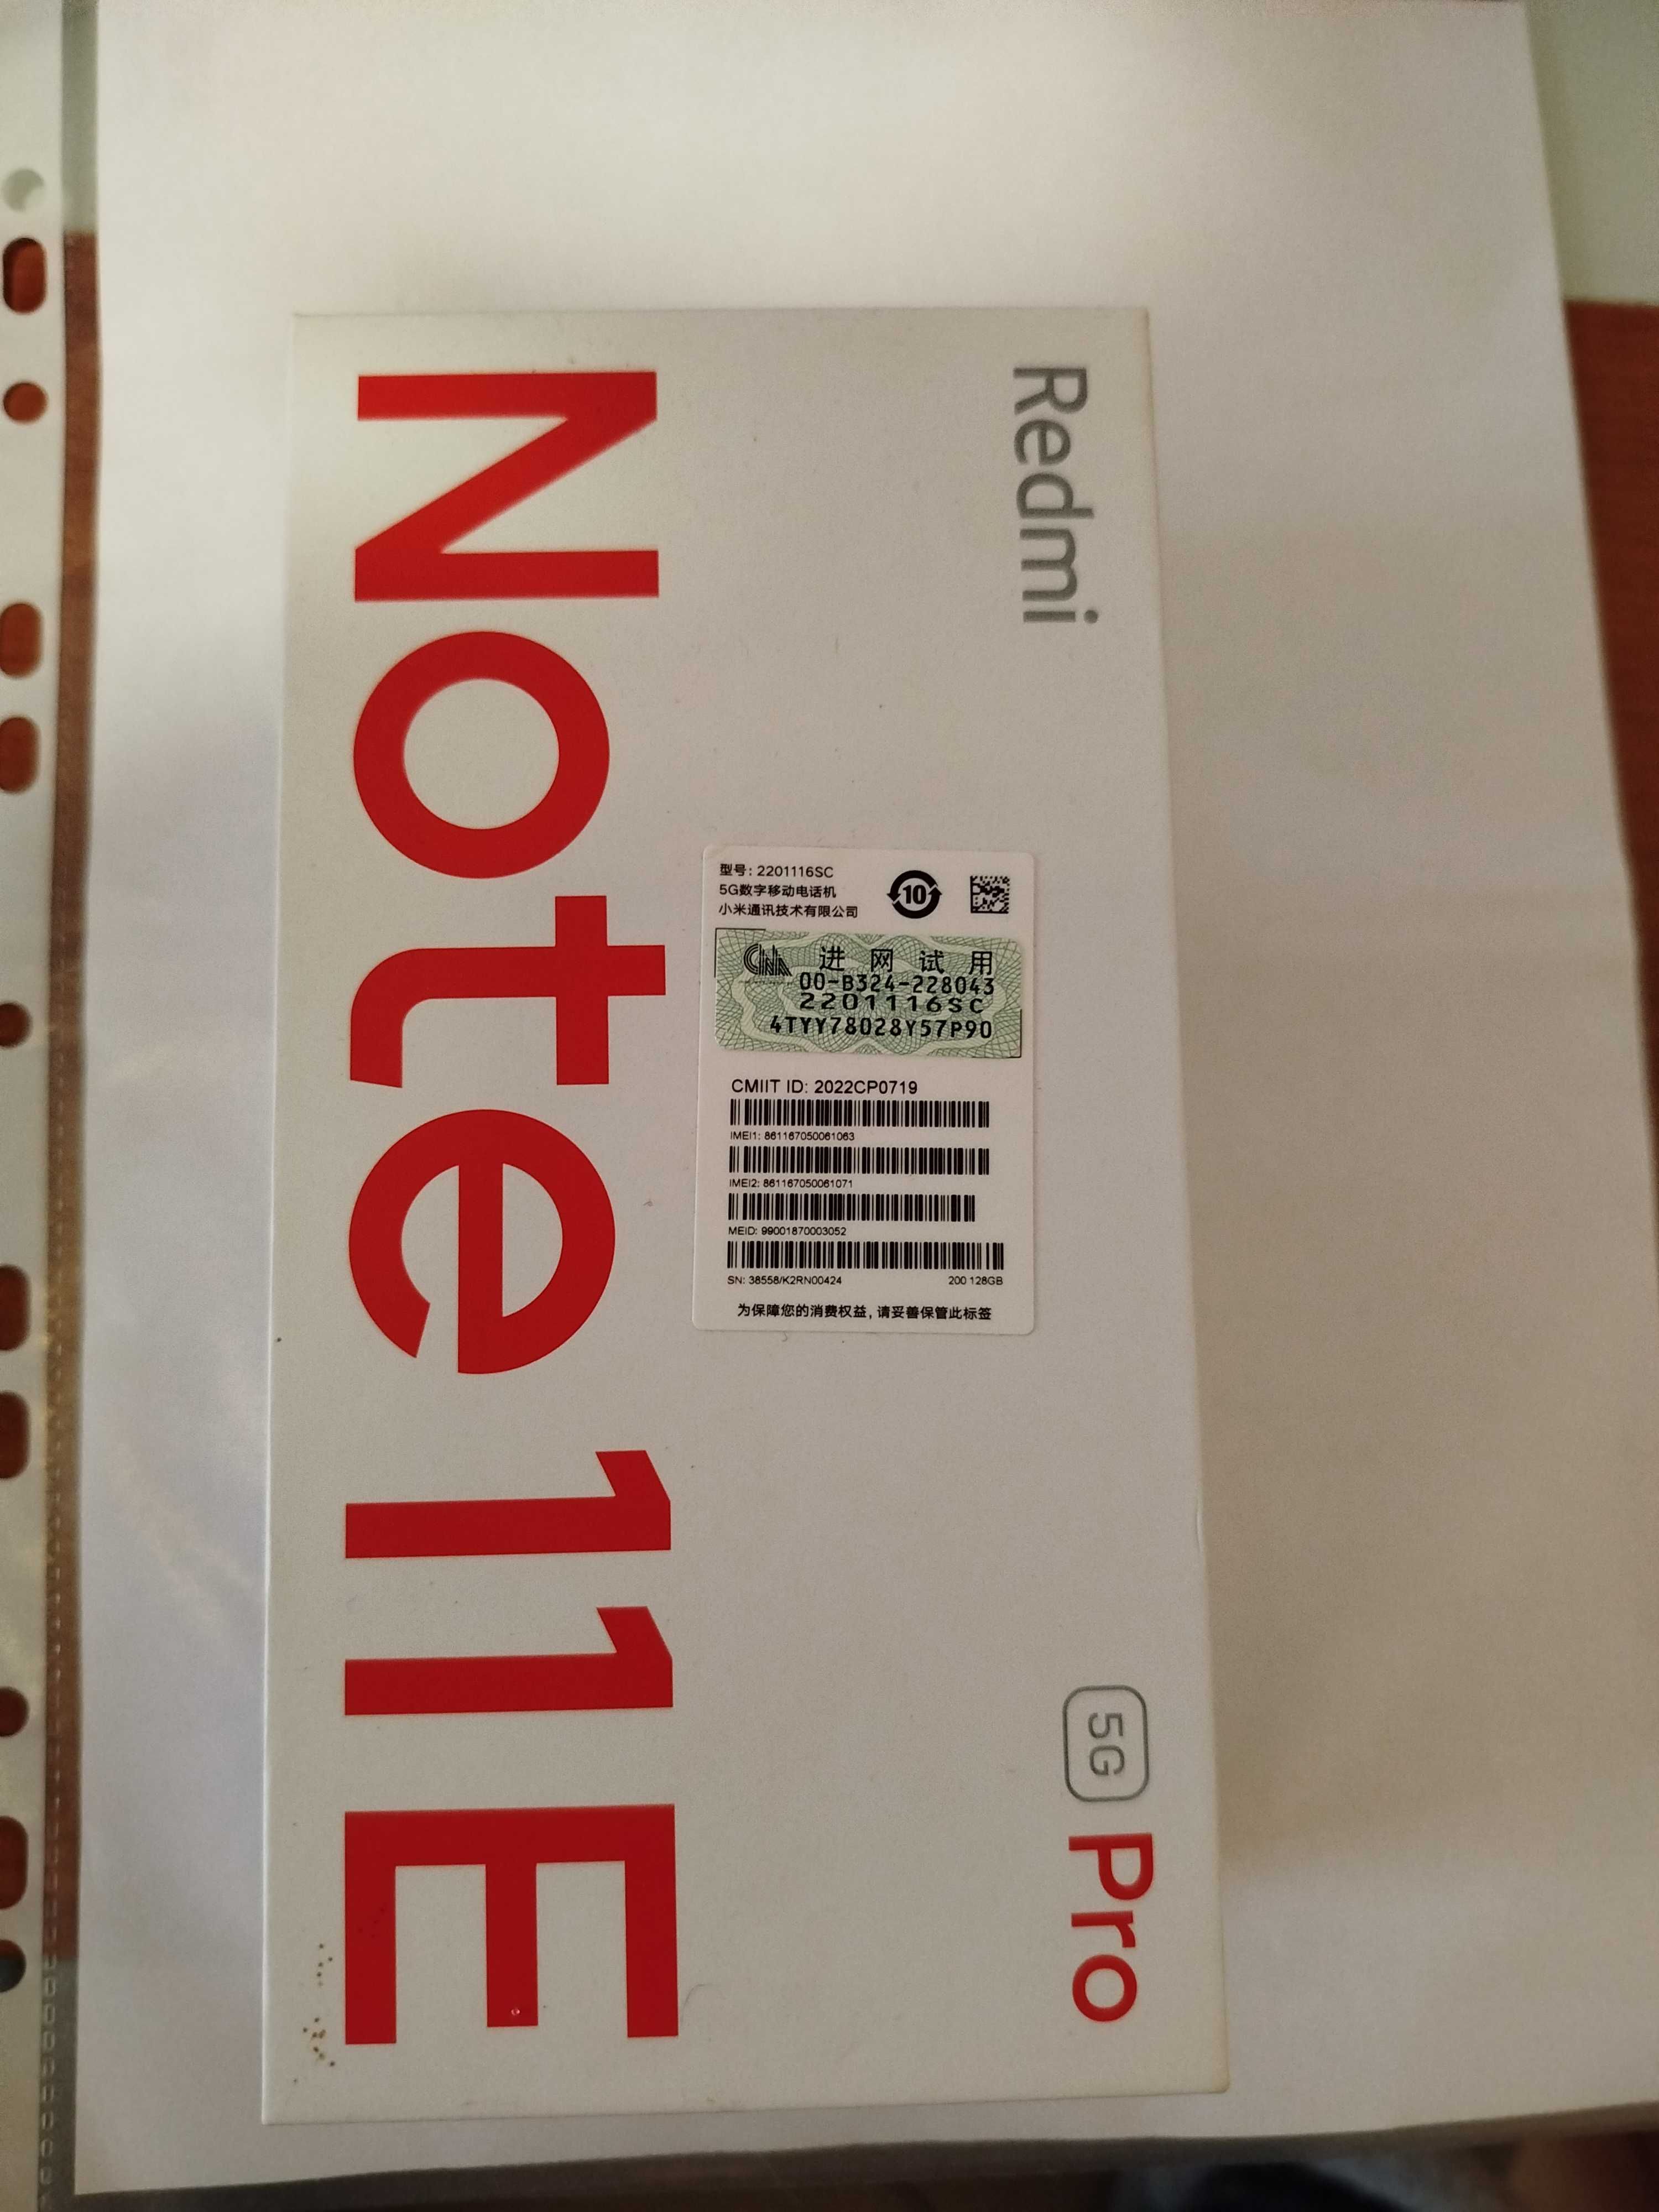 Redmi
5G Pro
型号: 2201116SC
5G数字移动电话机
小米通讯技术有限公司
10
CMA
进网试用
00-B324-228043
2201116SC
4TYY78028Y57P90
CMIIT ID: 2022CP0719
IMEI1: 861167050061063
IMEI2: 861167050061071
MEID: 99001870003052
SN: 38558/K2RN00424 200 128GB
为保障您的消费权益, 请妥善保管此标签
Note 11E